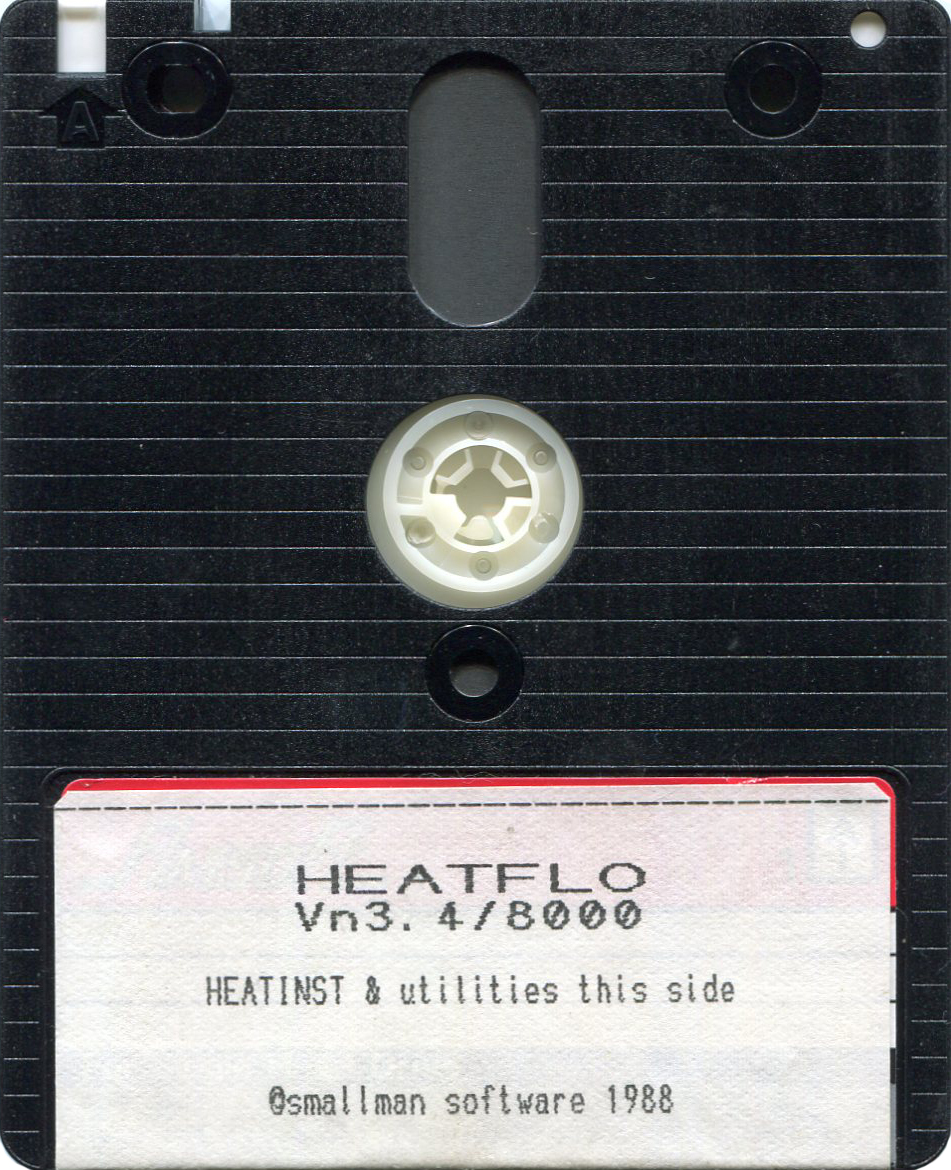 A
HEATFLO
Vn3.4/8000
HEATINST & utilities this side
@smallman software 1988